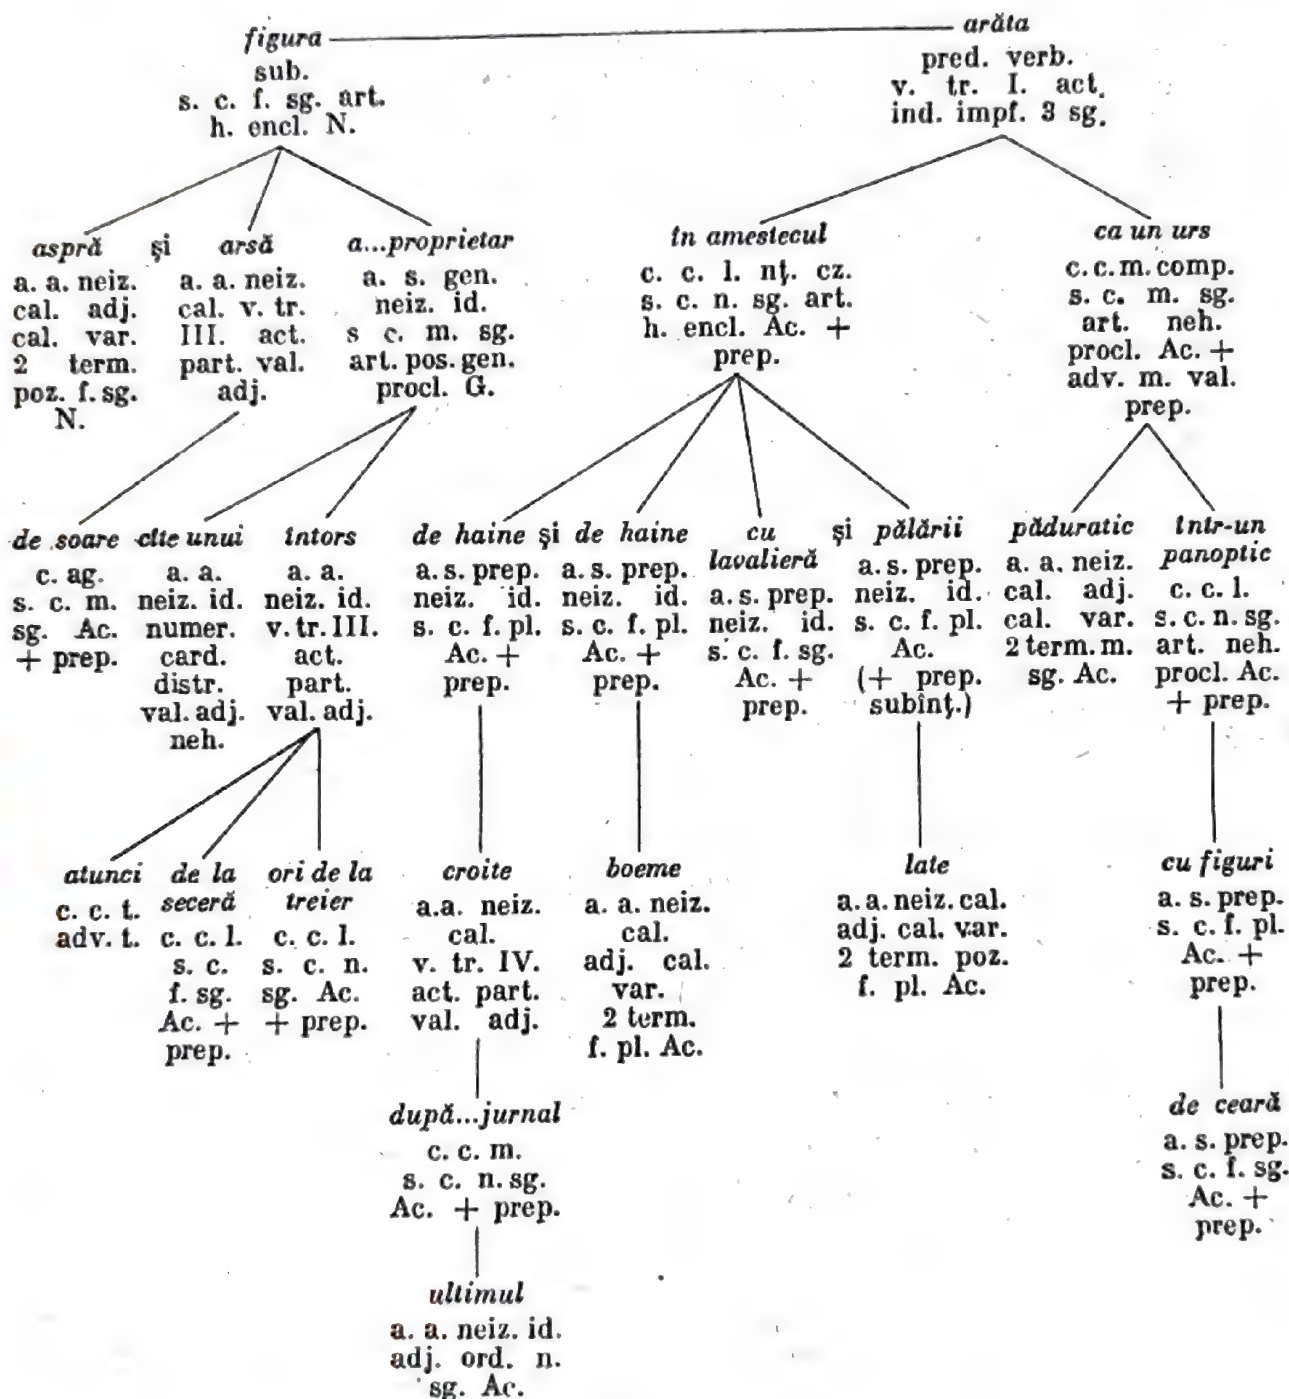 figura arăta
sub.
s. c. f. sg. art.
h. encl. N.
pred. verb.
v. tr. I. act.
ind. impf. 3 sg.
aspră și arsă a...proprietar
a. a. neiz.
cal. adj.
cal. var.
2 term.
poz. f. sg.
N.
a. a. neiz.
cal. v. tr.
III. act.
part. val.
adj.
a. s. gen.
neiz. id.
s c. m. sg.
art. pos. gen.
procl. G.
în amestecul
c. c. l. nț. cz.
s. c. n. sg. art.
h. encl. Ac. +
prep.
ca un urs
c. c. m. comp.
s. c. m. sg.
art. neh.
procl. Ac. +
adv. m. val.
prep.
de soare
c. ag.
s. c. m.
sg. Ac.
+ prep.
cîte unui
a. a.
neiz. id.
numer.
card.
distr.
val. adj.
neh.
întors
a. a.
neiz. id.
v. tr. III.
act.
part.
val. adj.
de haine și de haine
a. s. prep.
neiz. id.
s. c. f. pl.
Ac. +
prep.
a. s. prep.
neiz. id.
s. c. f. pl.
Ac. +
prep.
cu
lavalieră
a. s. prep.
neiz. id.
s. c. f. sg.
Ac. +
prep.
și pălării
a. s. prep.
neiz. id.
s. c. f. pl.
Ac.
(+ prep.
subînț.)
păduratic
a. a. neiz.
cal. adj.
cal. var.
2 term. m.
sg. Ac.
într-un
panoptic
c. c. l.
s. c. n. sg.
art. neh.
procl. Ac.
+ prep.
atunci
c. c. t.
adv. t.
de la
seceră
c. c. l.
s. c.
f. sg.
Ac. +
prep.
ori de la
treier
c. c. l.
s. c. n.
sg. Ac.
+ prep.
croite
a.a. neiz.
cal.
v. tr. IV.
act. part.
val. adj.
boeme
a. a. neiz.
cal.
adj. cal.
var.
2 term.
f. pl. Ac.
late
a. a. neiz. cal.
adj. cal. var.
2 term. poz.
f. pl. Ac.
cu figuri
a. s. prep.
s. c. f. pl.
Ac. +
prep.
după...jurnal
c. c. m.
s. c. n. sg.
Ac. + prep.
de ceară
a. s. prep.
s. c. f. sg.
Ac. +
prep.
ultimul
a. a. neiz. id.
adj. ord. n.
sg. Ac.